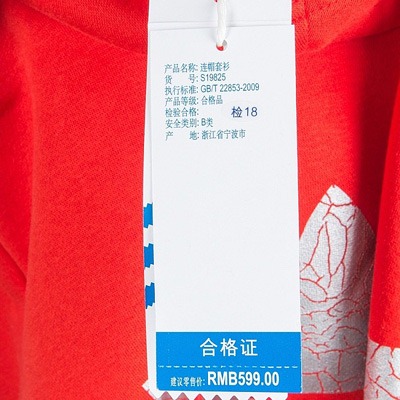 产品名称: 连帽套衫
货 号: S19825
执行标准: GB/T 22853-2009
产品等级: 合格品
检验合格: 检18
安全类别: B类
产 地: 浙江省宁波市
合格证
建议零售价: RMB599.00